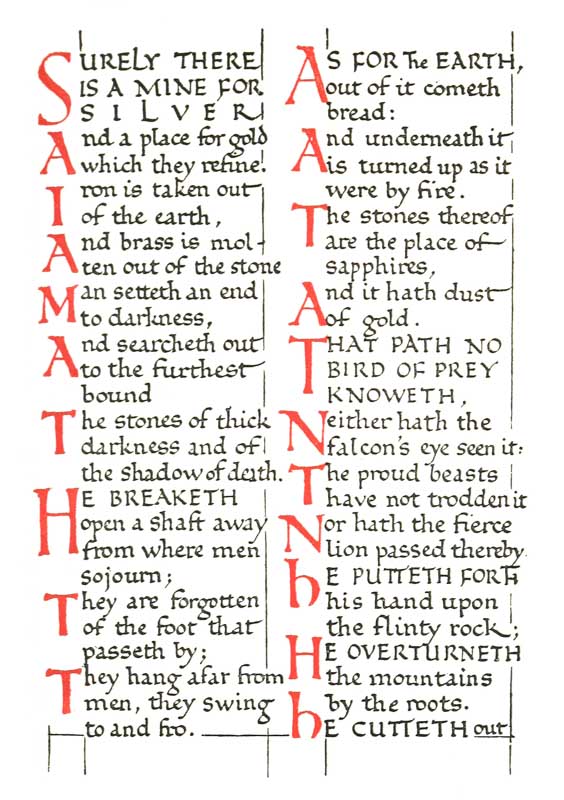 SURELY THERE
IS A MINE FOR
SILVER
And a place for gold
which they refine.
Iron is taken out
of the earth,
And brass is mol-
ten out of the stone
Man setteth an end
to darkness,
And searcheth out
to the furthest
bound
The stones of thick
darkness and of
the shadow of death.
HE BREAKETH
open a shaft away
from where men
sojourn;
They are forgotten
of the foot that
passeth by;
They hang afar from
men, they swing
to and fro.
AS FOR The EARTH,
out of it cometh
bread:
And underneath it
is turned up as it
were by fire.
The stones thereof
are the place of
sapphires,
And it hath dust
of gold.
THAT PATH NO
BIRD OF PREY
KNOWETH,
Neither hath the
falcon's eye seen it:
The proud beasts
have not trodden it
Nor hath the fierce
lion passed thereby.
hE PUTTETH FORTh
his hand upon
the flinty rock;
HE OVERTURNETH
the mountains
by the roots.
hE CUTTETH out